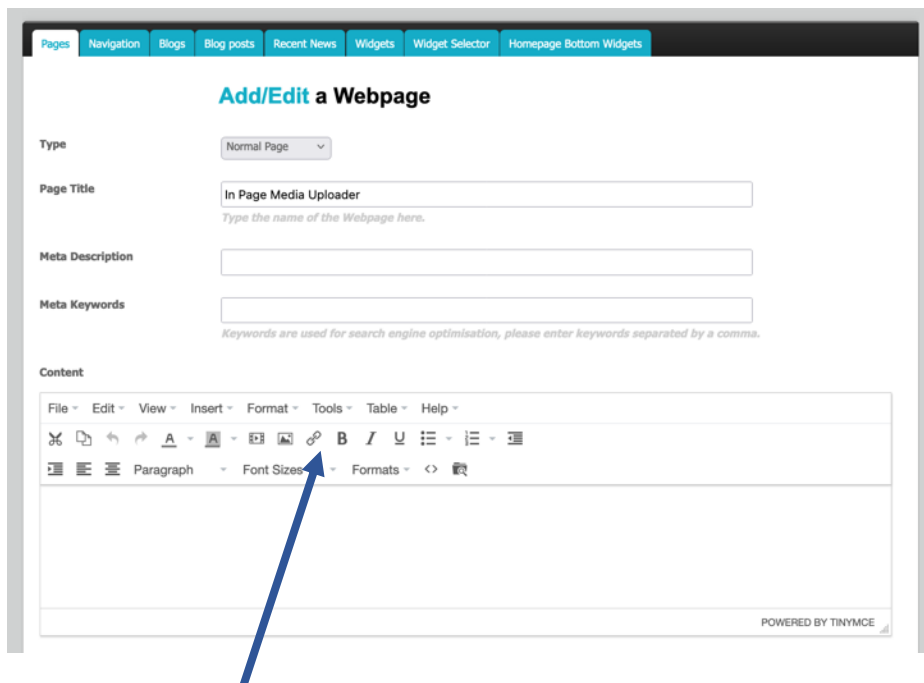 Pages Navigation Blogs Blog posts Recent News Widgets Widget Selector Homepage Bottom Widgets
Add/Edit a Webpage
Type Normal Page
Page Title In Page Media Uploader
Type the name of the Webpage here.
Meta Description
Meta Keywords
Keywords are used for search engine optimisation, please enter keywords separated by a comma.
Content
File Edit View Insert Format Tools Table Help
A A B I U
Paragraph Font Sizes Formats
POWERED BY TINYMCE